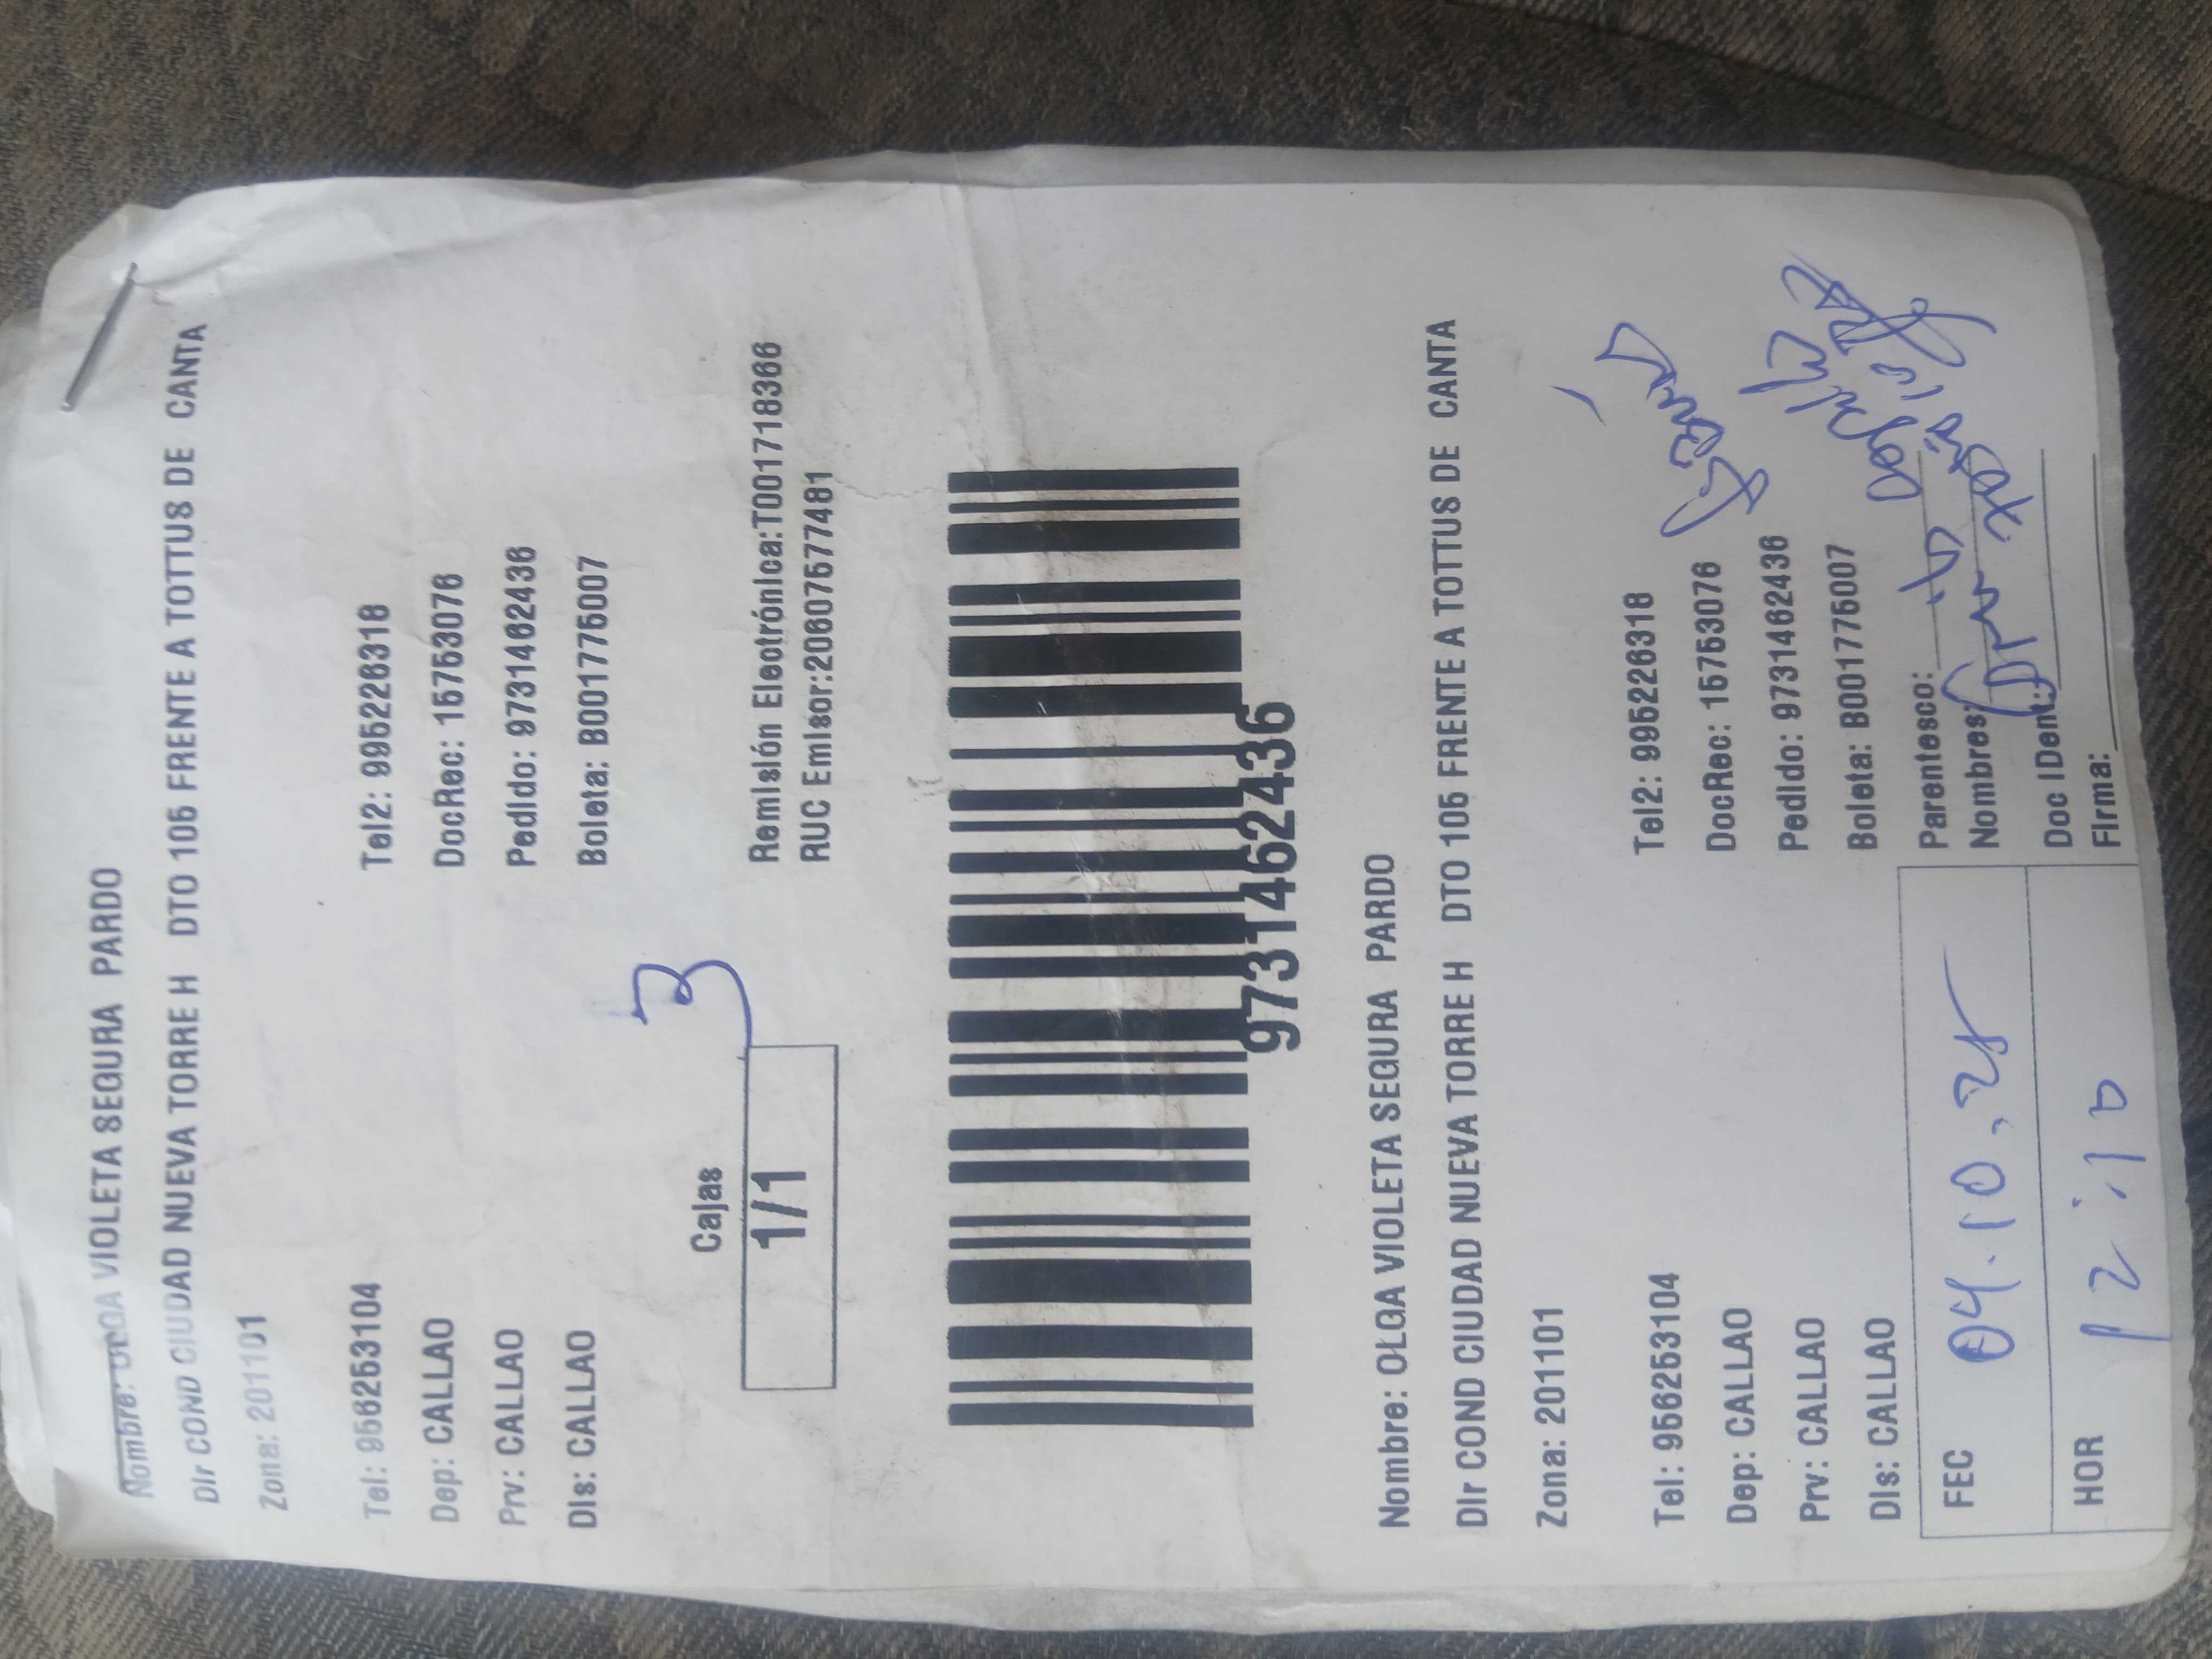 Nombre: OLGA VIOLETA SEGURA PARDO
Dir COND CIUDAD NUEVA TORRE H DTO 105 FRENTE A TOTTUS DE CANTA
Zona: 201101
Tel: 956253104 Tel2: 995226318
Dep: CALLAO DocRec: 15753076
Prv: CALLAO Pedido: 9731462436
Dis: CALLAO Boleta: B001775007
3
Cajas
1/1
Remisión Electrónica:T001718366
RUC Emisor:20607577481
9731462436
Nombre: OLGA VIOLETA SEGURA PARDO
Dir COND CIUDAD NUEVA TORRE H DTO 105 FRENTE A TOTTUS DE CANTA
Zona: 201101
Tel: 956253104 Tel2: 995226318
Dep: CALLAO DocRec: 15753076
Prv: CALLAO Pedido: 9731462436
Dis: CALLAO Boleta: B001775007
FEC 04.10.25
Parentesco:
Nombres:
HOR 12:10
Doc IDent:
Firma: